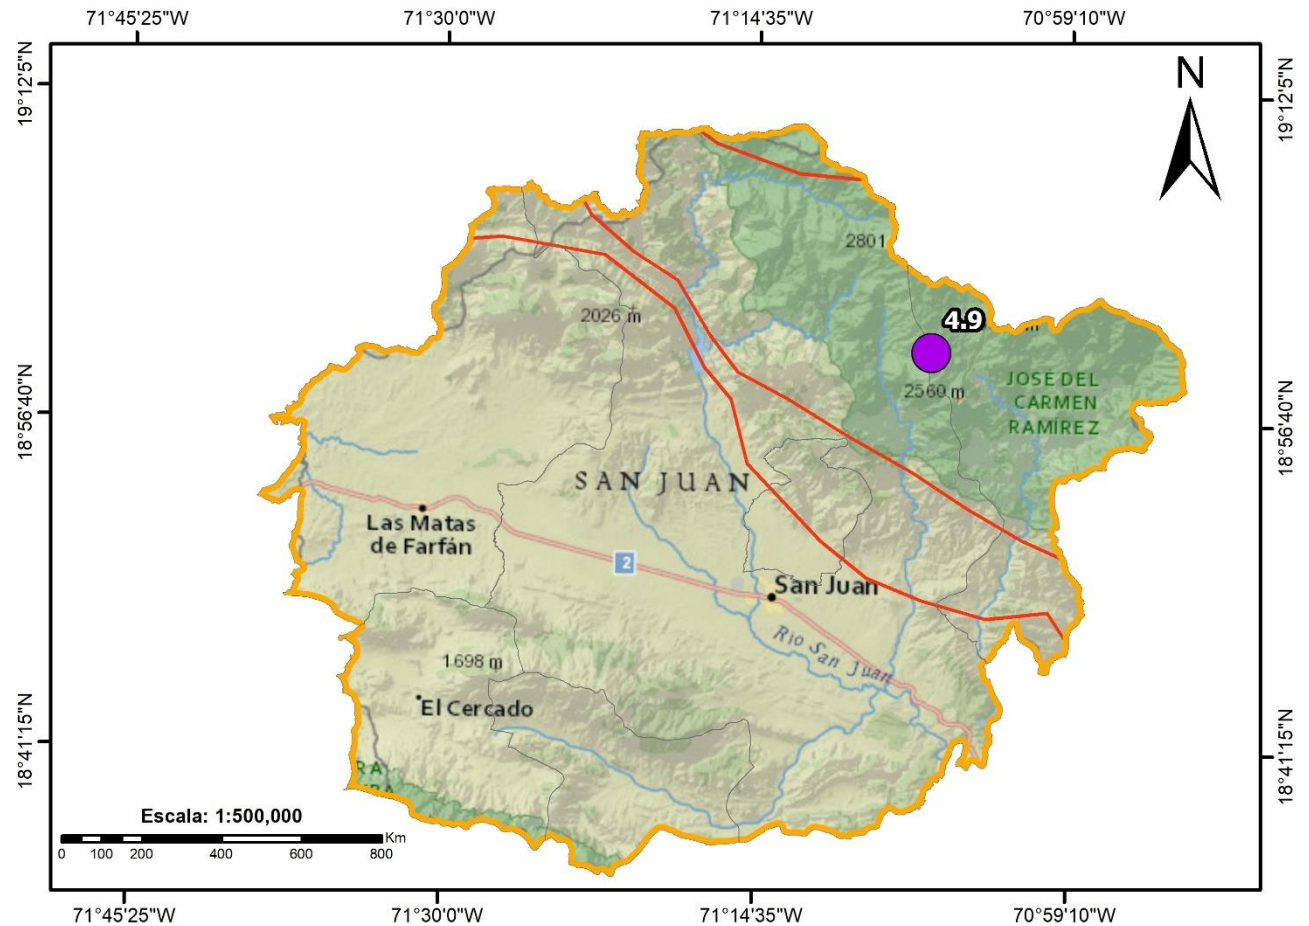 71°45'25"W 71°30'0"W 71°14'35"W 70°59'10"W
19°12'5"N
19°12'5"N
N
2801
4.9
2026 m
m
2560 m
JOSE DEL
CARMEN
RAMÍREZ
18°56'40"N
18°56'40"N
SAN JUAN
Las Matas
de Farfán
2
San Juan
Rio San Juan
1698 m
El Cercado
18°41'15"N
18°41'15"N
RA
Escala: 1:500,000
Km
0 100 200 400 600 800
71°45'25"W 71°30'0"W 71°14'35"W 70°59'10"W